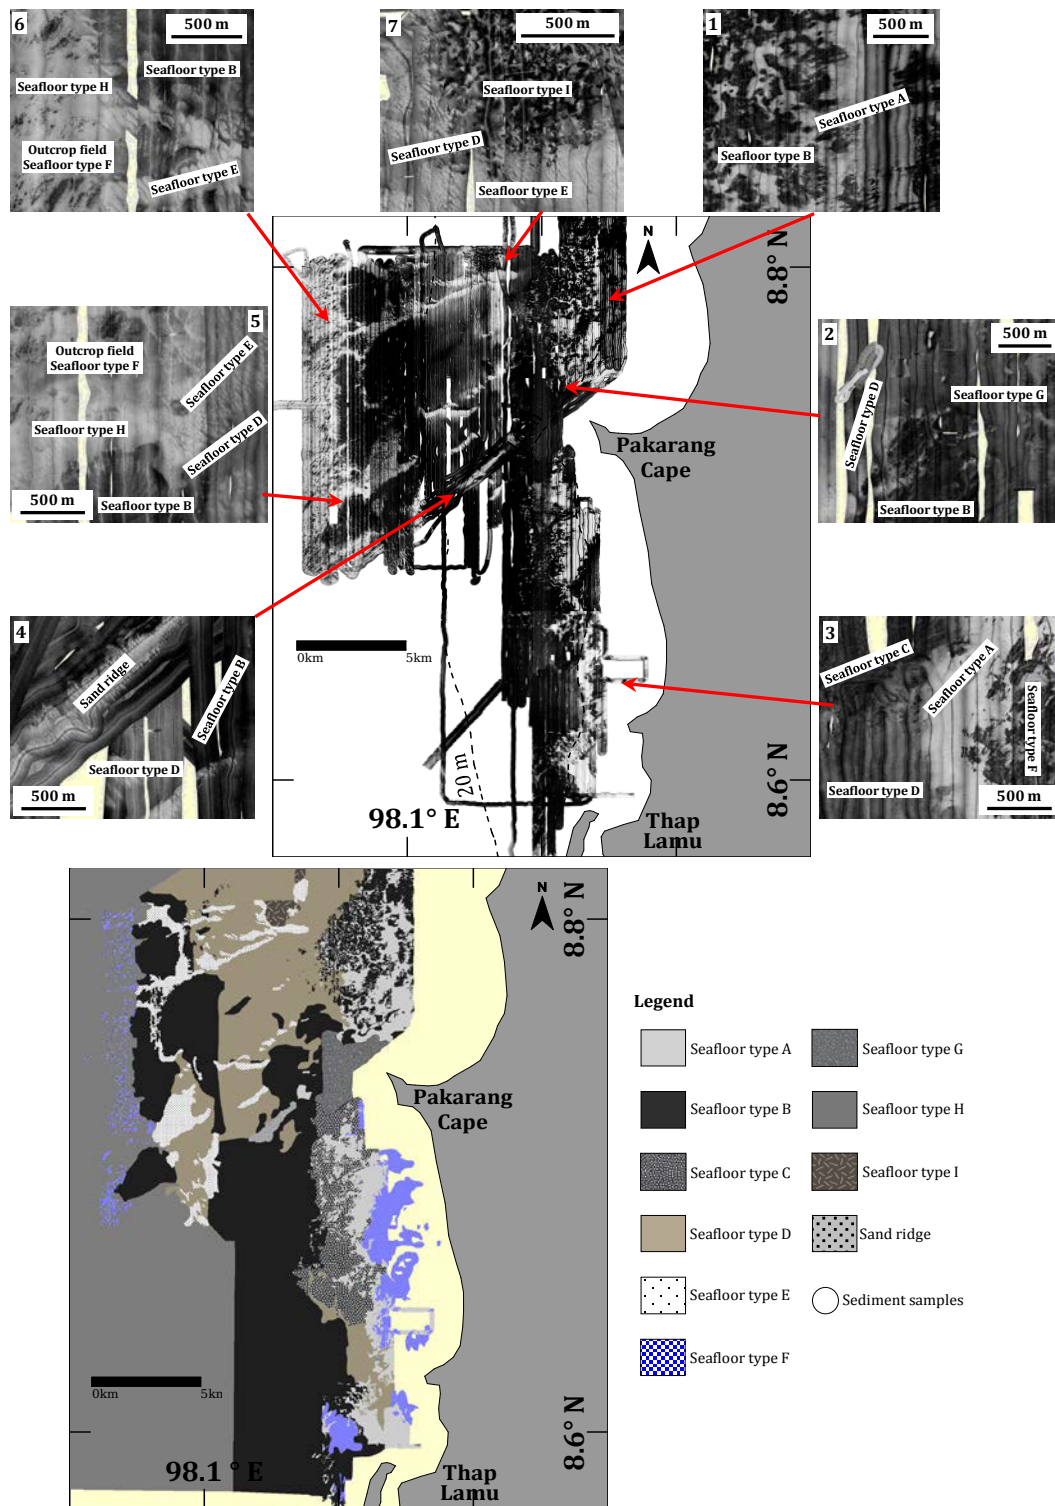 6
500 m
Seafloor type B
Seafloor type H
Outcrop field
Seafloor type F
Seafloor type E
7
500 m
Seafloor type I
Seafloor type D
Seafloor type E
1
500 m
Seafloor type A
Seafloor type B
5
Outcrop field
Seafloor type F
Seafloor type E
Seafloor type H
Seafloor type D
500 m
Seafloor type B
N
8.8° N
Pakarang
Cape
0km
5km
20 m
98.1° E
8.6° N
Thap
Lamu
2
500 m
Seafloor type D
Seafloor type G
Seafloor type B
4
Sand ridge
Seafloor type B
Seafloor type D
500 m
3
Seafloor type C
Seafloor type A
Seafloor type F
Seafloor type D
500 m
N
8.8° N
Pakarang
Cape
0km
5km
98.1 ° E
8.6° N
Thap
Lamu
Legend
Seafloor type A
Seafloor type B
Seafloor type C
Seafloor type D
Seafloor type E
Seafloor type F
Seafloor type G
Seafloor type H
Seafloor type I
Sand ridge
Sediment samples